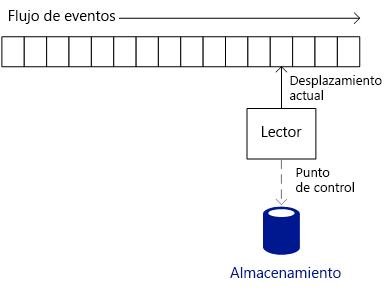 Flujo de eventos
Desplazamiento
actual
Lector
Punto
de control
Almacenamiento